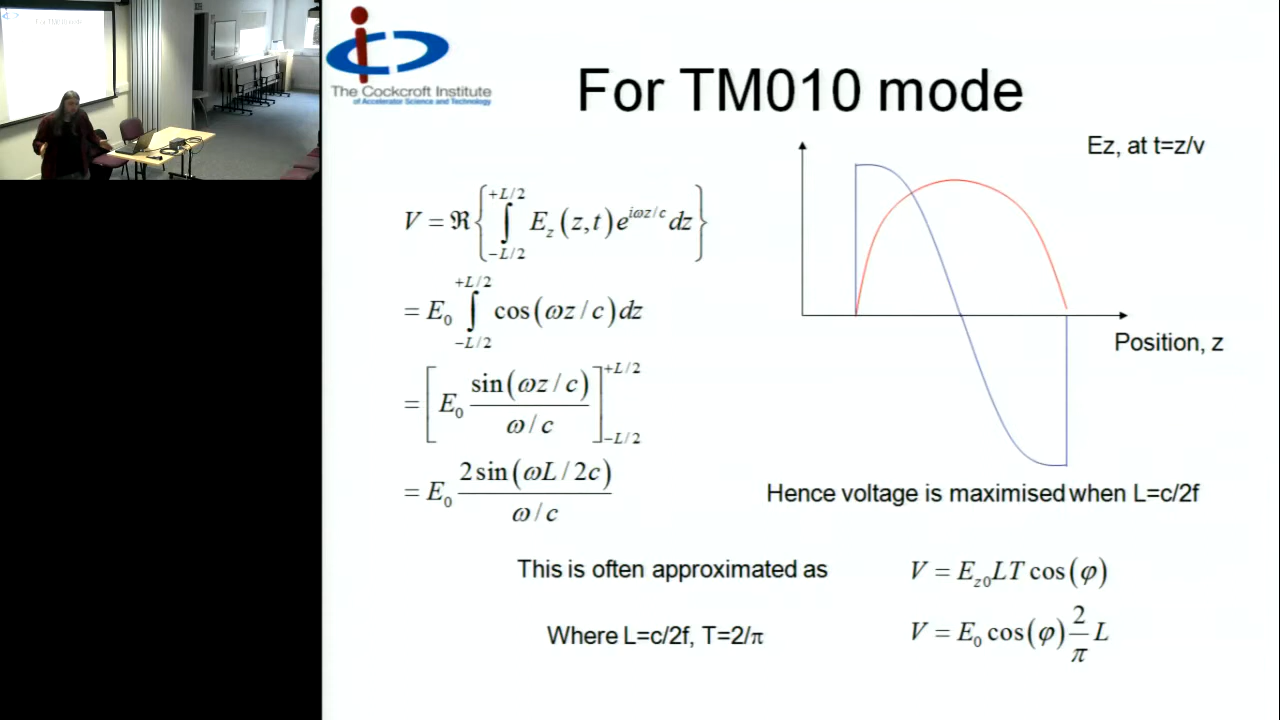 The Cockcroft Institute
of Accelerator Science and Technology
For TM010 mode
Ez, at t=z/v
V = ℜ{ ∫_{-L/2}^{+L/2} E_z(z,t) e^{iωz/c} dz }
= E_0 ∫_{-L/2}^{+L/2} cos(ωz/c) dz
= [ E_0 sin(ωz/c) / (ω/c) ]_{-L/2}^{+L/2}
= E_0 2sin(ωL/2c) / (ω/c)
Position, z
Hence voltage is maximised when L=c/2f
This is often approximated as
V = E_{z0} LT cos(φ)
Where L=c/2f, T=2/π
V = E_0 cos(φ) 2/π L